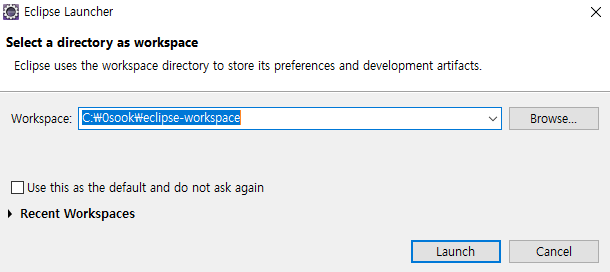 Eclipse Launcher
Select a directory as workspace
Eclipse uses the workspace directory to store its preferences and development artifacts.
Workspace: C:₩0sook₩eclipse-workspace Browse...
Use this as the default and do not ask again
Recent Workspaces
Launch Cancel